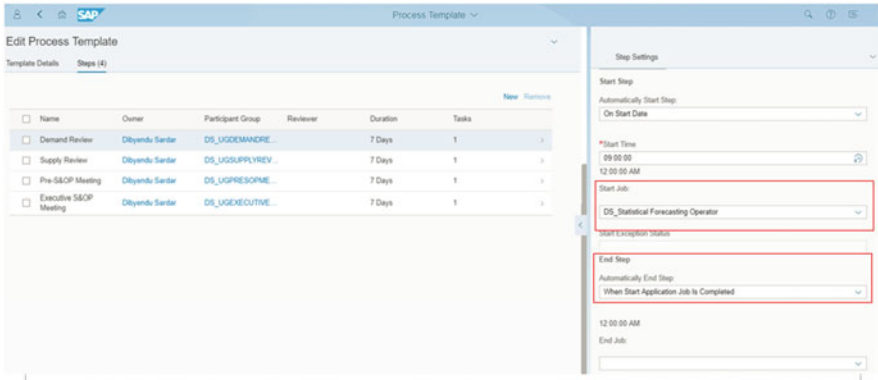 SAP
Process Template
Edit Process Template
Template Details Steps (4)
New Remove
Name Owner Participant Group Reviewer Duration Tasks
Demand Review Dibyendu Sardar DS_UGDEMANDRE... 7 Days 1
Supply Review Dibyendu Sardar DS_UGSUPPLYREV... 7 Days 1
Pre-S&OP Meeting Dibyendu Sardar DS_UGPRESOPME... 7 Days 1
Executive S&OP
Meeting Dibyendu Sardar DS_UGEXECUTIVE... 7 Days 1
Step Settings
Start Step
Automatically Start Step:
On Start Date
*Start Time
09:00:00
12:00:00 AM
Start Job:
DS_Statistical Forecasting Operator
Start Exception Status
End Step
Automatically End Step:
When Start Application Job Is Completed
12:00:00 AM
End Job: